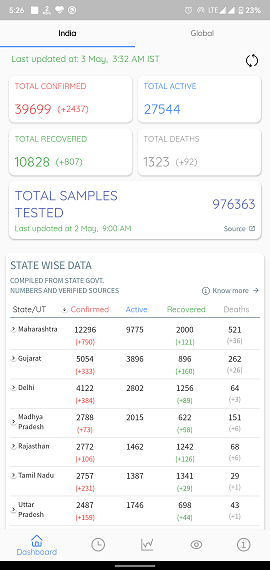 5:26
LTE
23%
India Global
Last updated at: 3 May, 3:32 AM IST
TOTAL CONFIRMED TOTAL ACTIVE
39699 (+2437) 27544
TOTAL RECOVERED TOTAL DEATHS
10828 (+807) 1323 (+92)
TOTAL SAMPLES
TESTED
976363
Last updated at 2 May, 9:00 AM Source
STATE WISE DATA
COMPILED FROM STATE GOVT.
NUMBERS AND VERIFIED SOURCES Know more →
State/UT Confirmed Active Recovered Deaths
Maharashtra 12296 9775 2000 521
(+790) (+121) (+36)
Gujarat 5054 3896 896 262
(+333) (+160) (+26)
Delhi 4122 2802 1256 64
(+384) (+89) (+3)
Madhya
Pradesh 2788 2015 622 151
(+73) (+98) (+6)
Rajasthan 2772 1462 1242 68
(+106) (+126) (+6)
Tamil Nadu 2757 1387 1341 29
(+231) (+29) (+1)
Uttar
Pradesh 2487 1746 698 43
(+159) (+44) (+1)
Dashboard